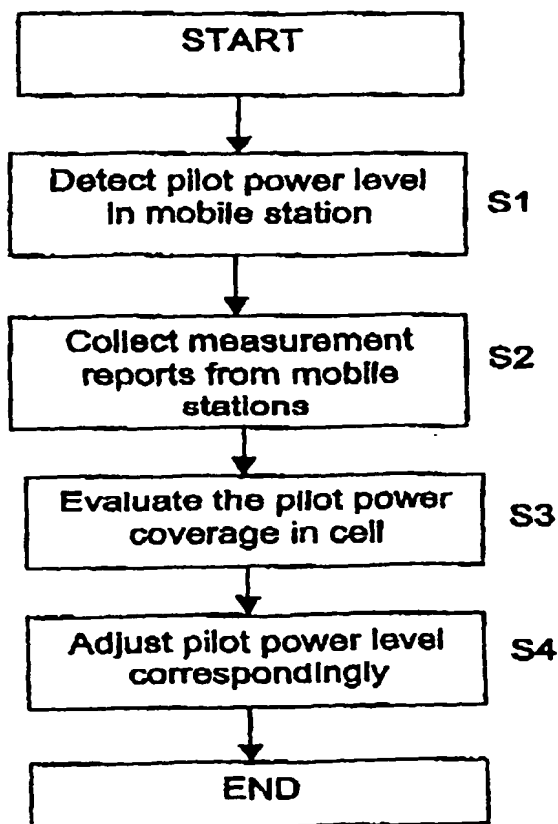 START
Detect pilot power level
in mobile station
S1
Collect measurement
reports from mobile
stations
S2
Evaluate the pilot power
coverage in cell
S3
Adjust pilot power level
correspondingly
S4
END